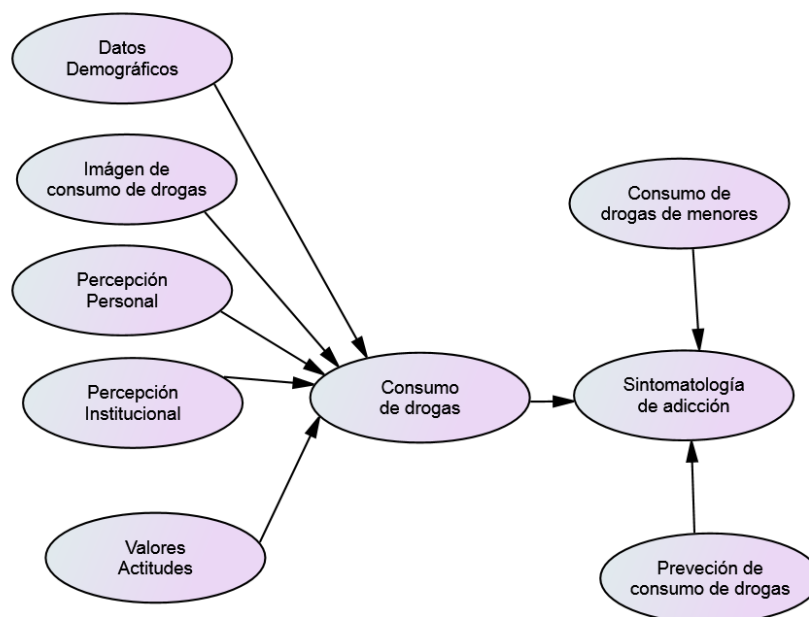 Datos
Demográficos
Imágen de
consumo de drogas
Percepción
Personal
Percepción
Institucional
Valores
Actitudes
Consumo
de drogas
Consumo de
drogas de menores
Sintomatología
de adicción
Preveción de
consumo de drogas